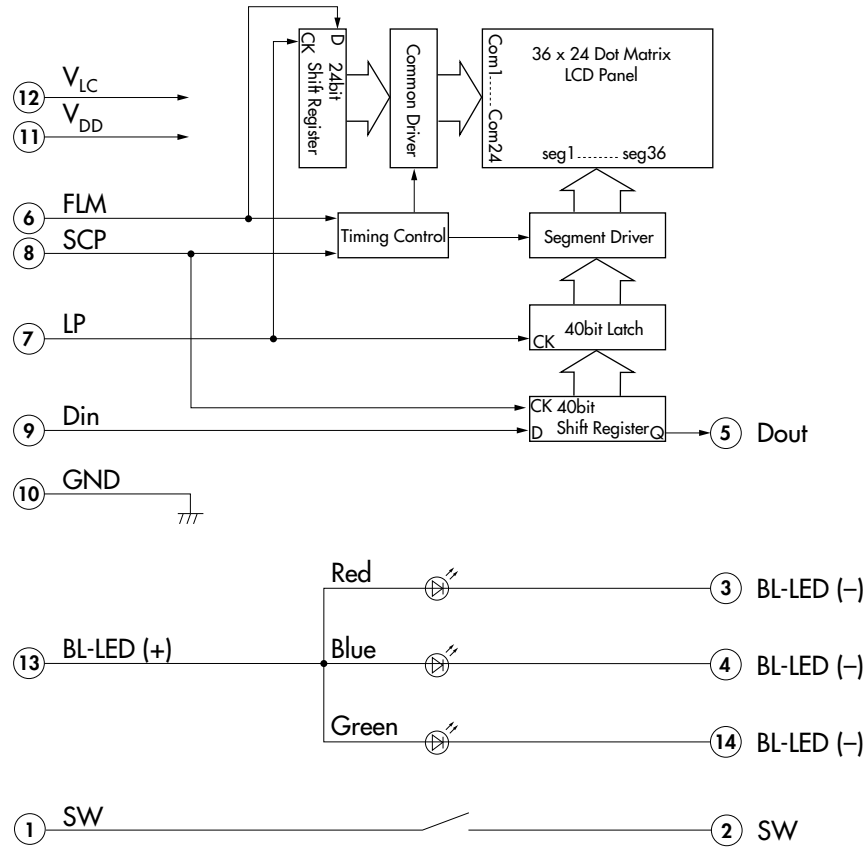 D
CK
24bit
Shift Register
Common Driver
Com1......Com24
36 x 24 Dot Matrix
LCD Panel
seg1........ seg36
12 VLC
11 VDD
6 FLM
Timing Control
Segment Driver
8 SCP
7 LP
40bit Latch
CK
CK 40bit
D Shift Register Q
9 Din
5 Dout
10 GND
Red
3 BL-LED (–)
13 BL-LED (+)
Blue
4 BL-LED (–)
Green
14 BL-LED (–)
1 SW
2 SW